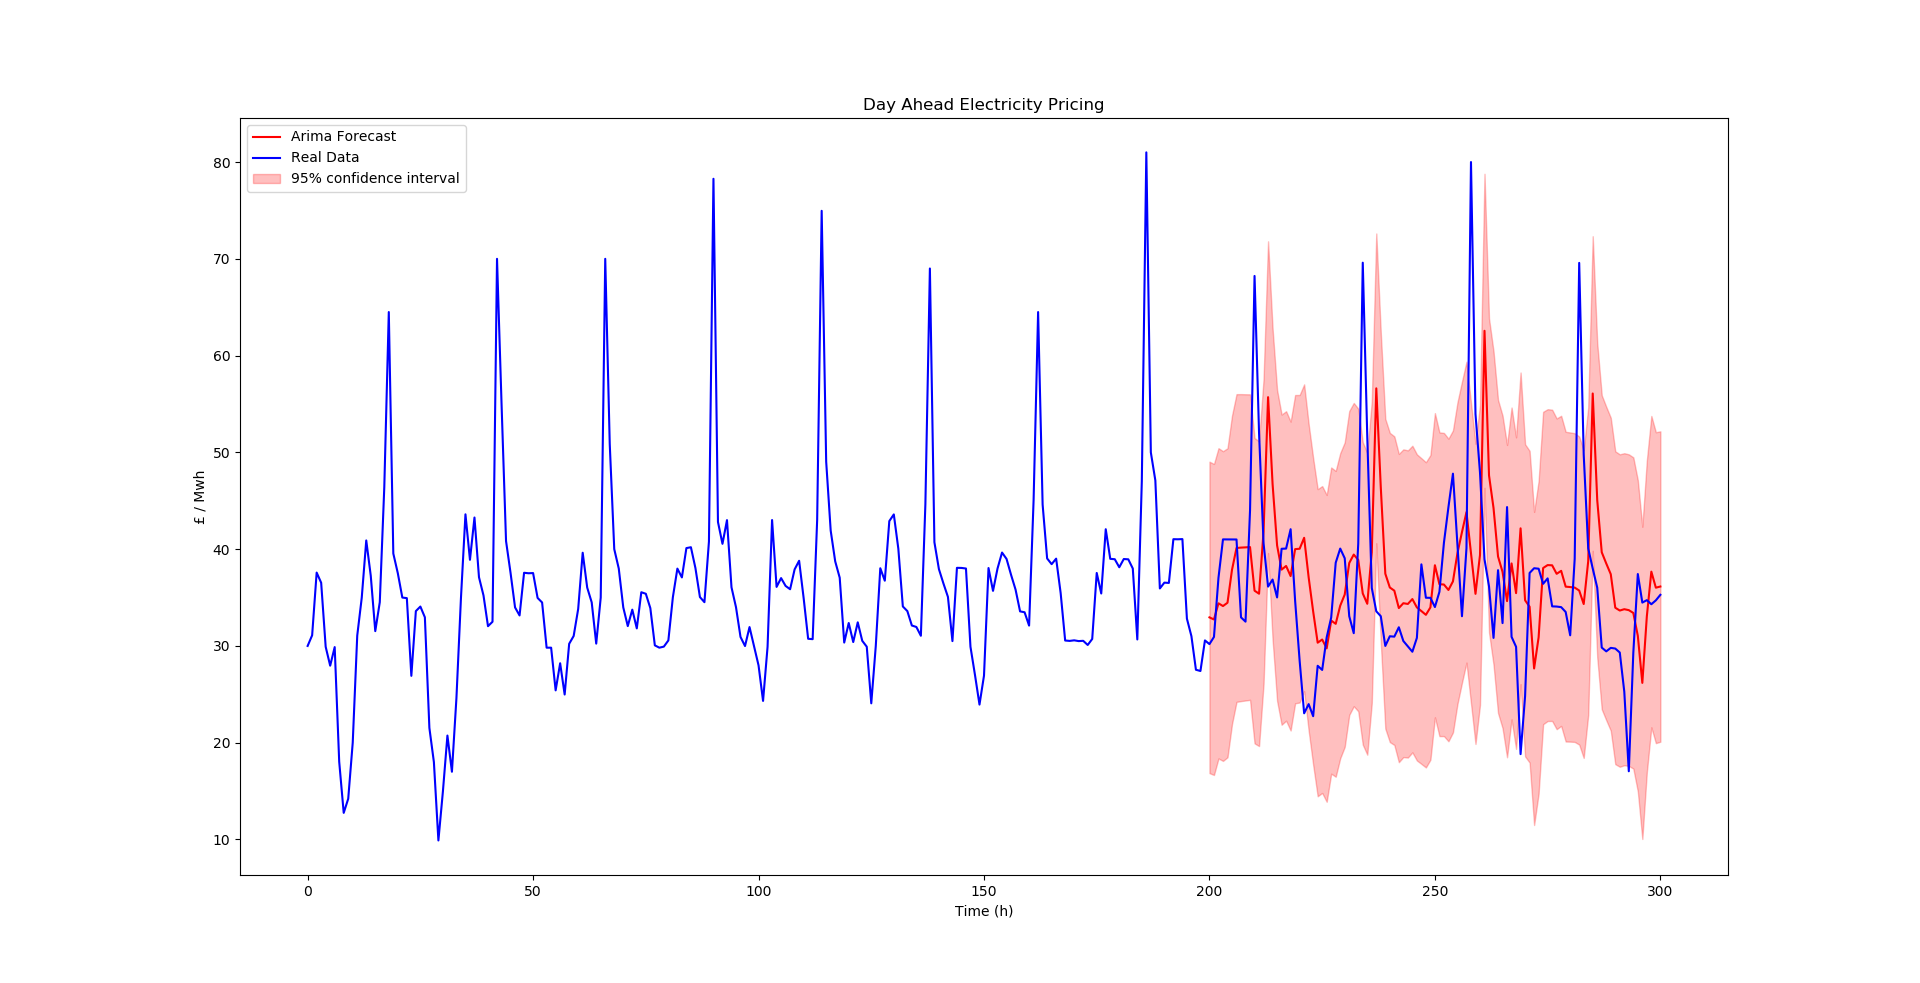 Day Ahead Electricity Pricing
Arima Forecast
Real Data
95% confidence interval
80
70
60
50
40
30
20
10
£ / Mwh
0 50 100 150 200 250 300
Time (h)